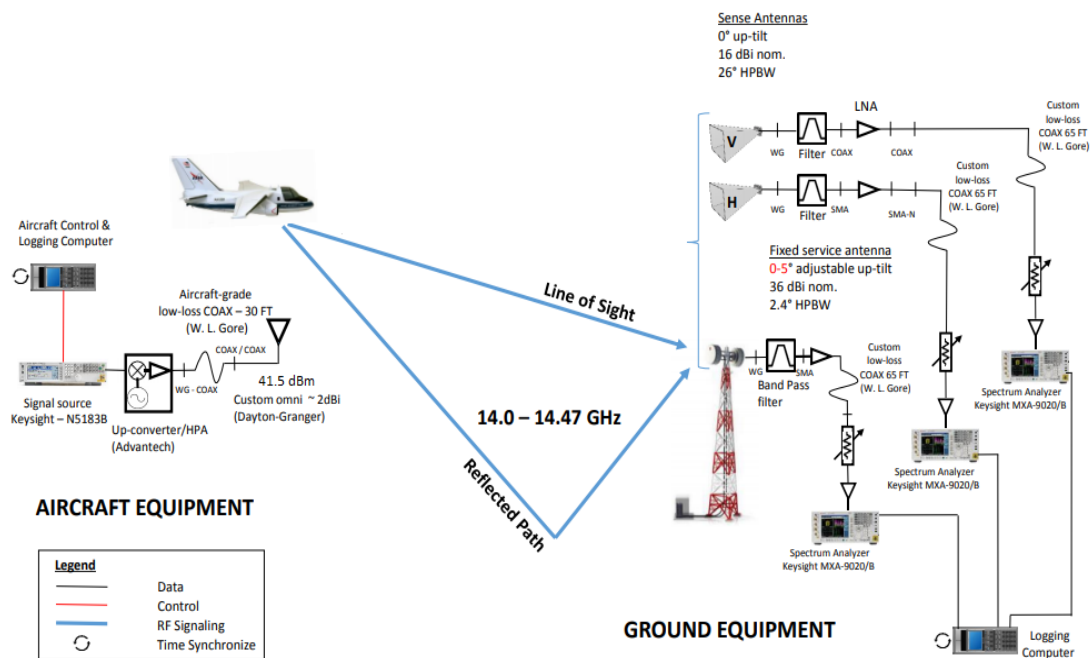 Sense Antennas
0° up-tilt
16 dBi nom.
26° HPBW
LNA
V
WG
Filter
COAX
COAX
Custom
low-loss
COAX 65 FT
(W. L. Gore)
H
WG
Filter
SMA
SMA-N
Custom
low-loss
COAX 65 FT
(W. L. Gore)
Fixed service antenna
0-5° adjustable up-tilt
36 dBi nom.
2.4° HPBW
Aircraft Control &
Logging Computer
Aircraft-grade
low-loss COAX – 30 FT
(W. L. Gore)
COAX / COAX
WG - COAX
41.5 dBm
Custom omni ~ 2dBi
(Dayton-Granger)
Signal source
Keysight – N5183B
Up-converter/HPA
(Advantech)
Line of Sight
14.0 – 14.47 GHz
Reflected Path
WG
SMA
Band Pass
filter
Custom
low-loss
COAX 65 FT
(W. L. Gore)
Spectrum Analyzer
Keysight MXA-9020/B
Spectrum Analyzer
Keysight MXA-9020/B
Spectrum Analyzer
Keysight MXA-9020/B
AIRCRAFT EQUIPMENT
Legend
Data
Control
RF Signaling
Time Synchronize
GROUND EQUIPMENT
Logging
Computer